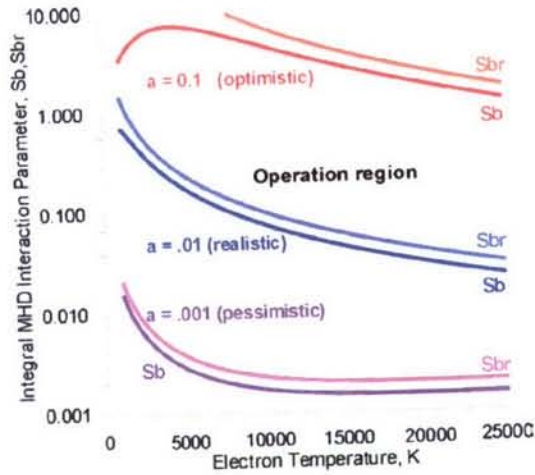 Integral MHD Interaction Parameter, Sb,Sbr
10.000
1.000
0.100
0.010
0.001
a = 0.1 (optimistic)
Sbr
Sb
Operation region
a = .01 (realistic)
Sbr
Sb
a = .001 (pessimistic)
Sb
Sbr
0 5000 10000 15000 20000 25000
Electron Temperature, K